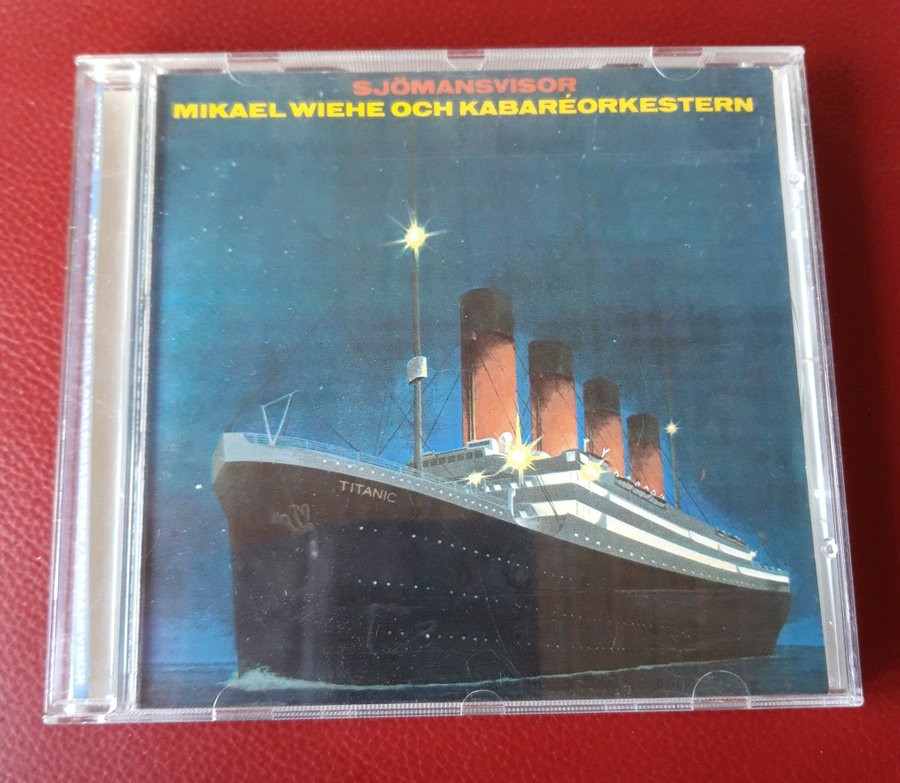 SJÖMANSVISOR
MIKAEL WIEHE OCH KABARÉORKESTERN
TITANIC